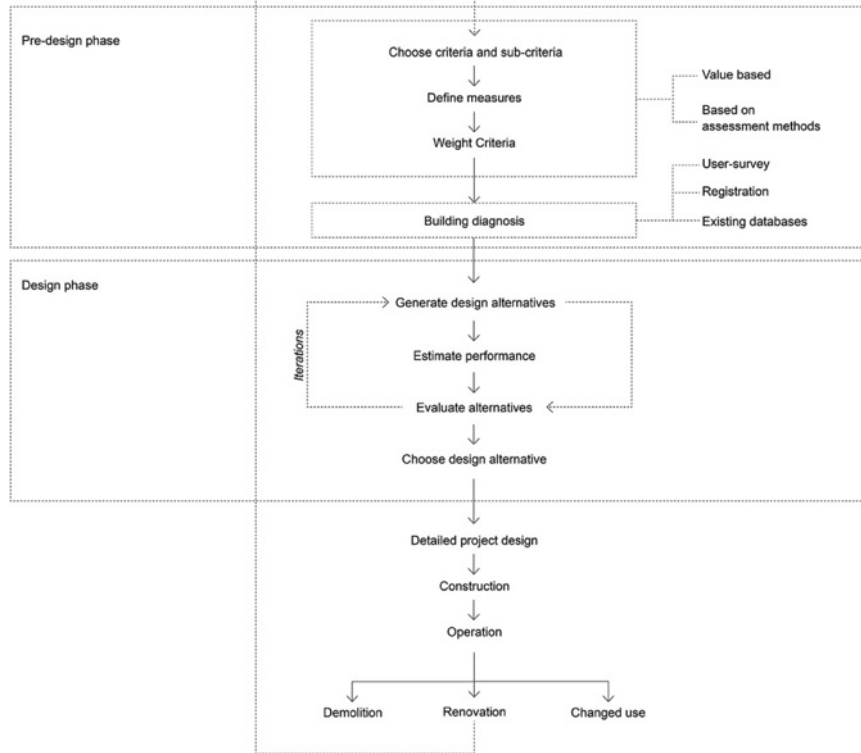 Pre-design phase
Choose criteria and sub-criteria
Define measures
Weight Criteria
Value based
Based on
assessment methods
User-survey
Registration
Existing databases
Building diagnosis
Design phase
Generate design alternatives
Iterations
Estimate performance
Evaluate alternatives
Choose design alternative
Detailed project design
Construction
Operation
Demolition
Renovation
Changed use